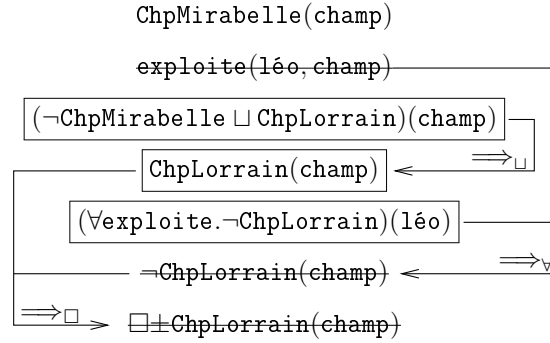 ChpMirabelle(champ)
exploite(léo, champ)
(¬ChpMirabelle ⊔ ChpLorrain)(champ)
⟹⊔
ChpLorrain(champ)
(∀exploite.¬ChpLorrain)(léo)
⟹∀
¬ChpLorrain(champ)
⟹□
□±ChpLorrain(champ)